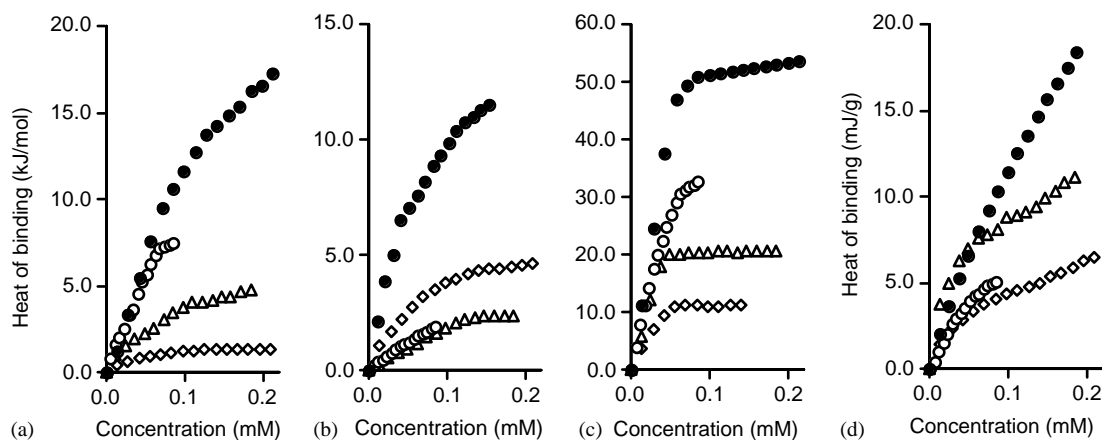 20.0
15.0
10.0
5.0
0.0
0.0 0.1 0.2
Heat of binding (kJ/mol)
(a) Concentration (mM)
15.0
10.0
5.0
0.0
0.0 0.1 0.2
(b) Concentration (mM)
60.0
50.0
40.0
30.0
20.0
10.0
0.0
0.0 0.1 0.2
(c) Concentration (mM)
20.0
15.0
10.0
5.0
0.0
0.0 0.1 0.2
Heat of binding (mJ/g)
(d) Concentration (mM)